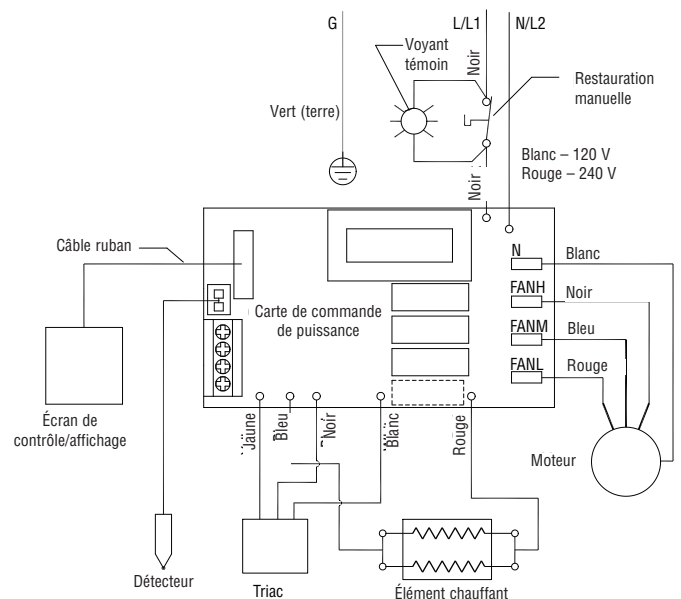 G
L/L1
N/L2
Voyant
témoin
Noir
Restauration
manuelle
Vert (terre)
Blanc – 120 V
Rouge – 240 V
Noir
Câble ruban
N
Blanc
FANH
Noir
Carte de commande
de puissance
FANM
Bleu
FANL
Rouge
Écran de
contrôle/affichage
Jaune
Bleu
Noir
Blanc
Rouge
Moteur
Détecteur
Triac
Élément chauffant